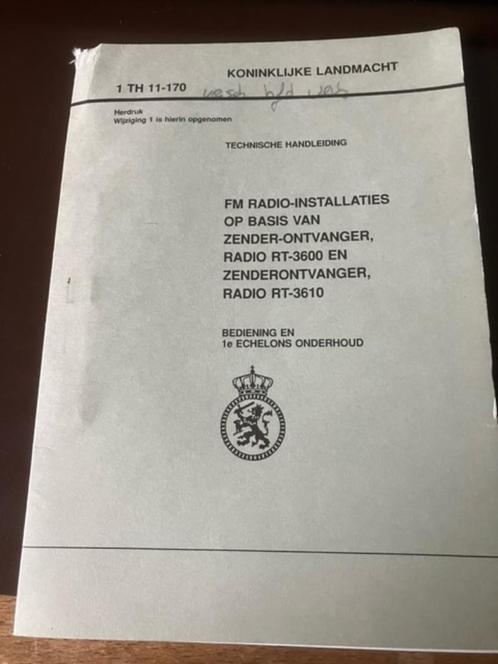 KONINKLIJKE LANDMACHT
1 TH 11-170
Herdruk
Wijziging 1 is hierin opgenomen
TECHNISCHE HANDLEIDING
FM RADIO-INSTALLATIES
OP BASIS VAN
ZENDER-ONTVANGER,
RADIO RT-3600 EN
ZENDERONTVANGER,
RADIO RT-3610
BEDIENING EN
1e ECHELONS ONDERHOUD